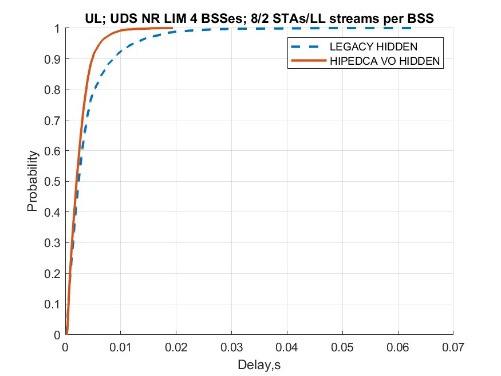 UL; UDS NR LIM 4 BSSes; 8/2 STAs/LL streams per BSS
LEGACY HIDDEN
HIPEDCA VO HIDDEN
1
0.9
0.8
0.7
0.6
0.5
0.4
0.3
0.2
0.1
0
Probability
0 0.01 0.02 0.03 0.04 0.05 0.06 0.07
Delay,s